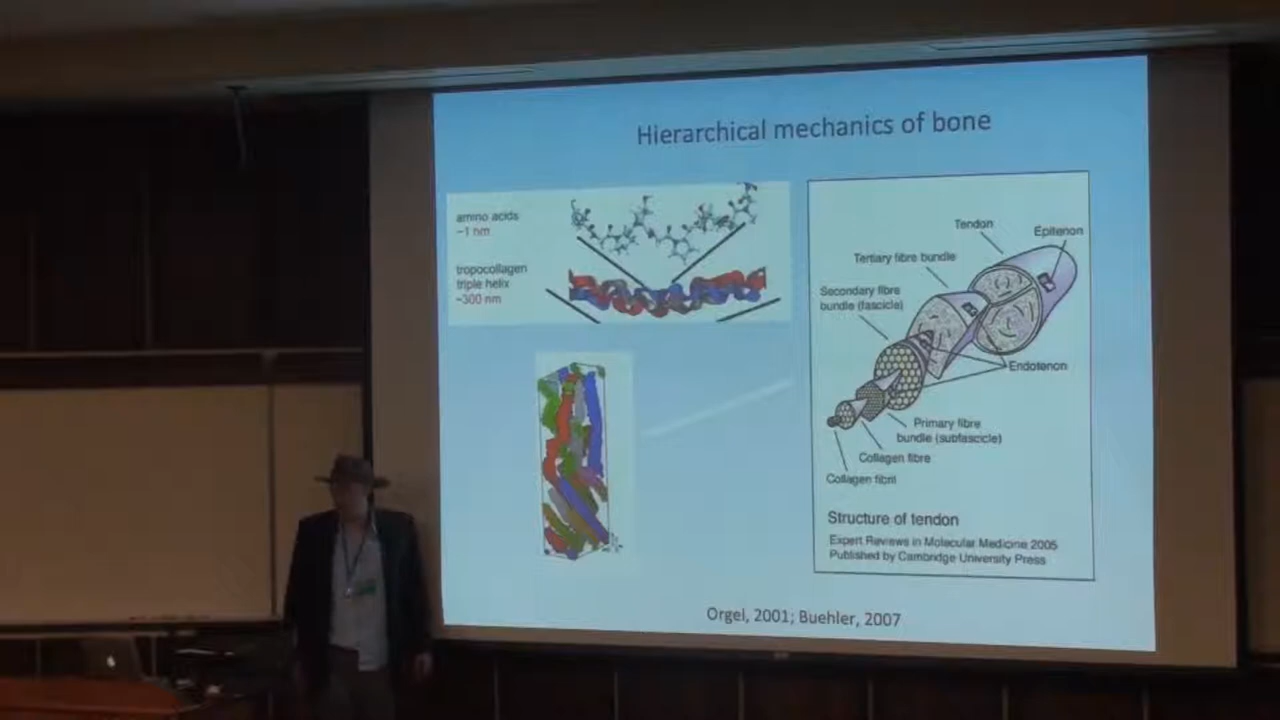 Hierarchical mechanics of bone
amino acids
~1 nm
tropocollagen
triple helix
~300 nm
Tendon
Epitenon
Tertiary fibre bundle
Secondary fibre
bundle (fascicle)
Endotenon
Primary fibre
bundle (subfascicle)
Collagen fibre
Collagen fibril
Structure of tendon
Expert Reviews in Molecular Medicine 2005
Published by Cambridge University Press
Orgel, 2001; Buehler, 2007